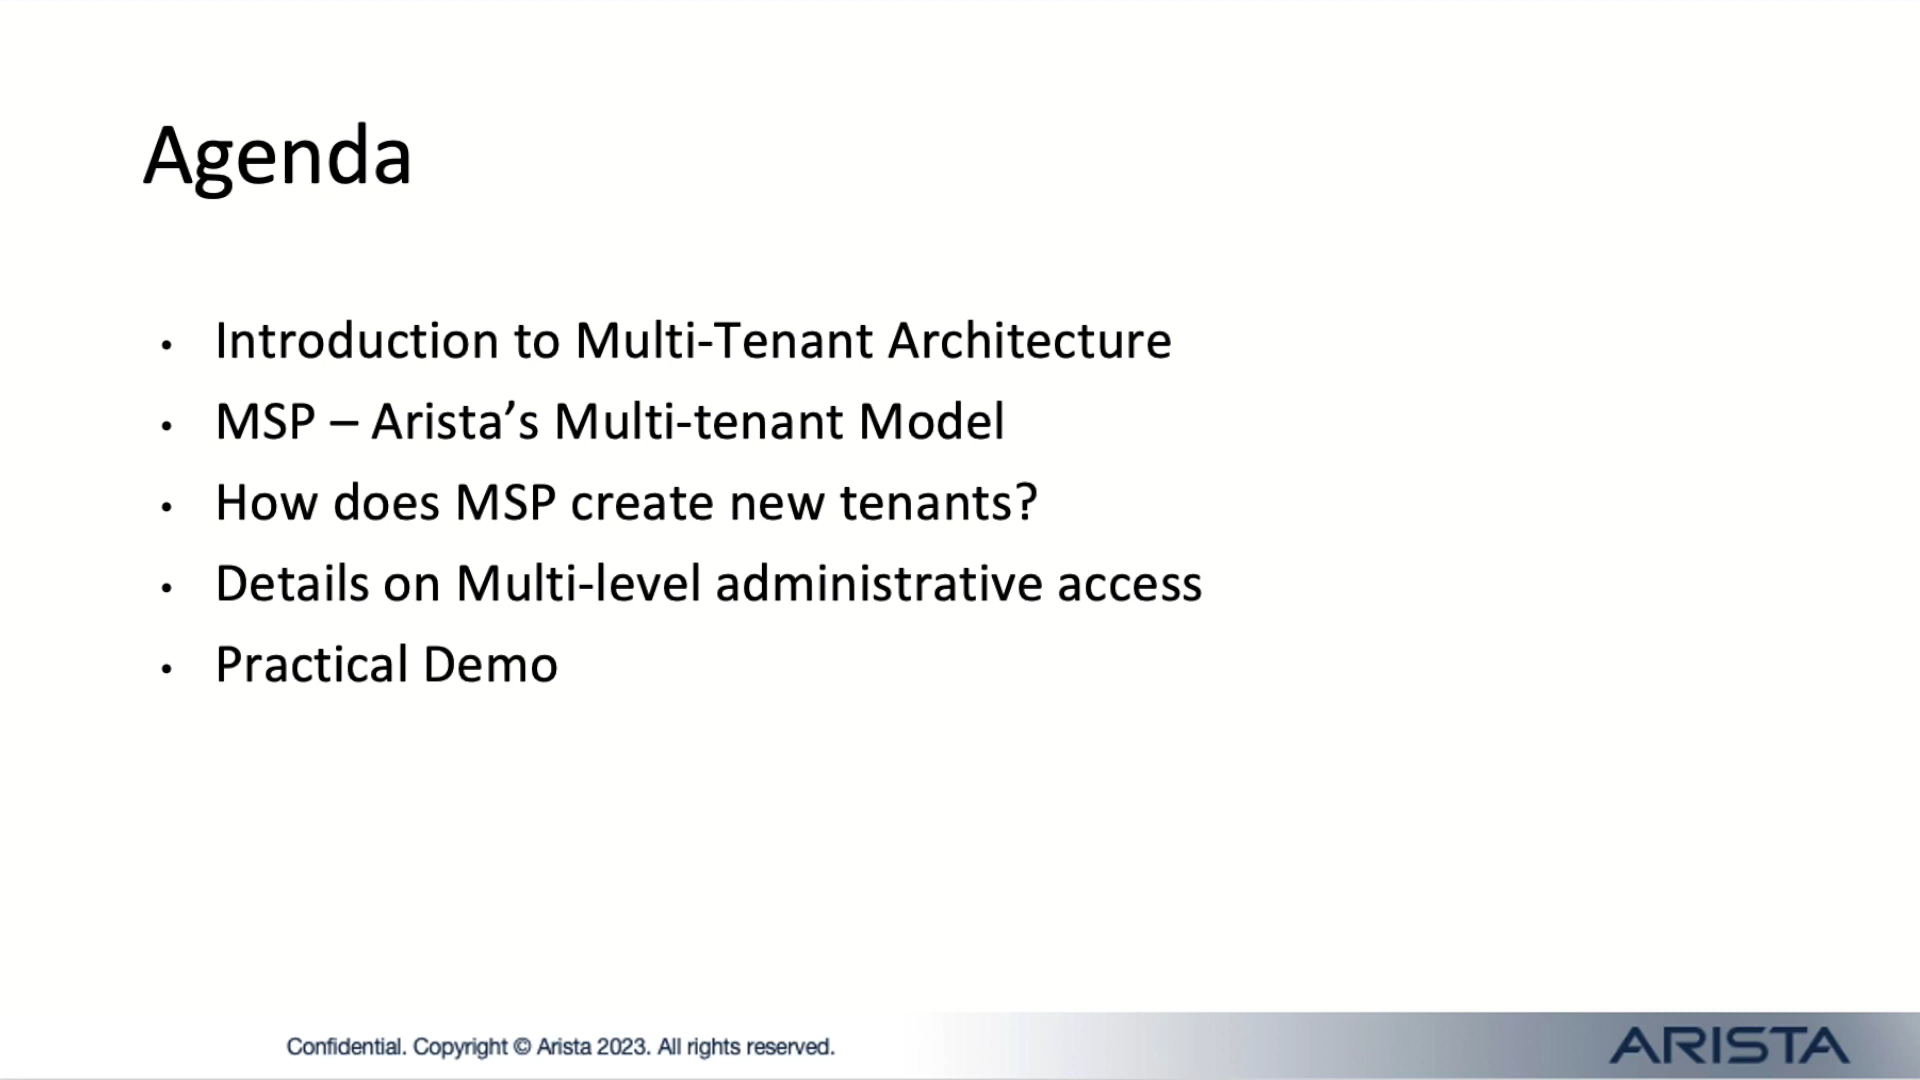 Agenda
• Introduction to Multi-Tenant Architecture
• MSP – Arista’s Multi-tenant Model
• How does MSP create new tenants?
• Details on Multi-level administrative access
• Practical Demo
Confidential. Copyright © Arista 2023. All rights reserved.
ARISTA